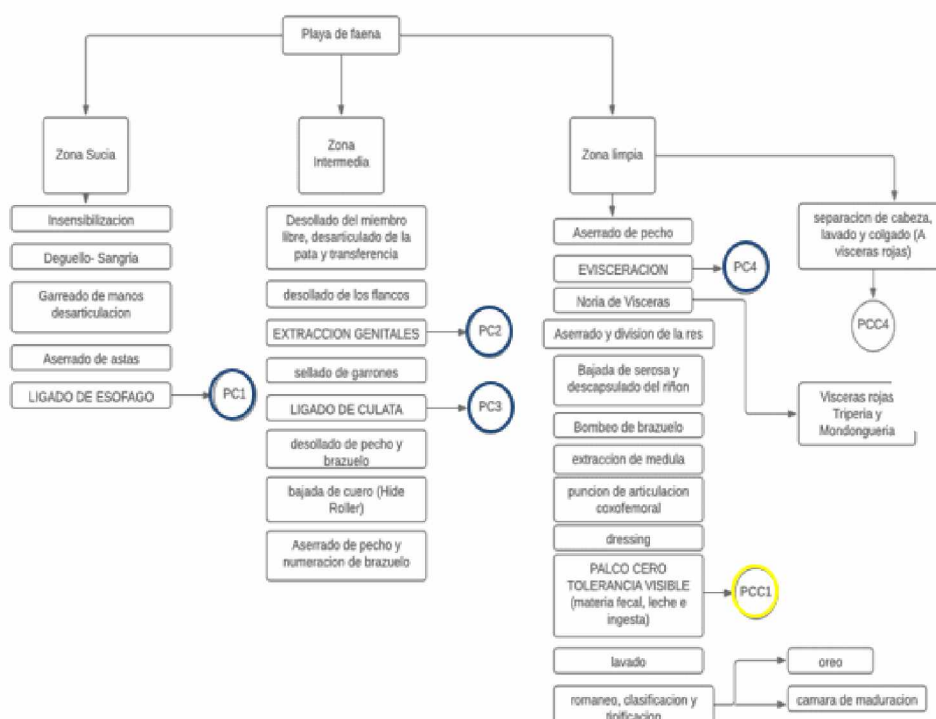 Playa de faena
Zona Sucia
Insensibilizacion
Deguello- Sangría
Garreado de manos
desarticulacion
Aserrado de astas
LIGADO DE ESOFAGO
PC1
Zona
Intermedia
Desollado del miembro
libre, desarticulado de la
pata y transferencia
desollado de los flancos
EXTRACCION GENITALES
PC2
sellado de garrones
LIGADO DE CULATA
PC3
desollado de pecho y
brazuelo
bajada de cuero (Hide
Roller)
Aserrado de pecho y
numeracion de brazuelo
Zona limpia
Aserrado de pecho
EVISCERACION
PC4
Noria de Visceras
Aserrado y division de la res
Bajada de serosa y
descapsulado del riñon
Bombeo de brazuelo
extraccion de medula
puncion de articulacion
coxofemoral
dressing
PALCO CERO
TOLERANCIA VISIBLE
(materia fecal, leche e
ingesta)
PCC1
lavado
romaneo, clasificacion y
tipificacion
oreo
camara de maduracion
separacion de cabeza,
lavado y colgado (A
visceras rojas)
PCC4
Visceras rojas
Triperia y
Mondongueria